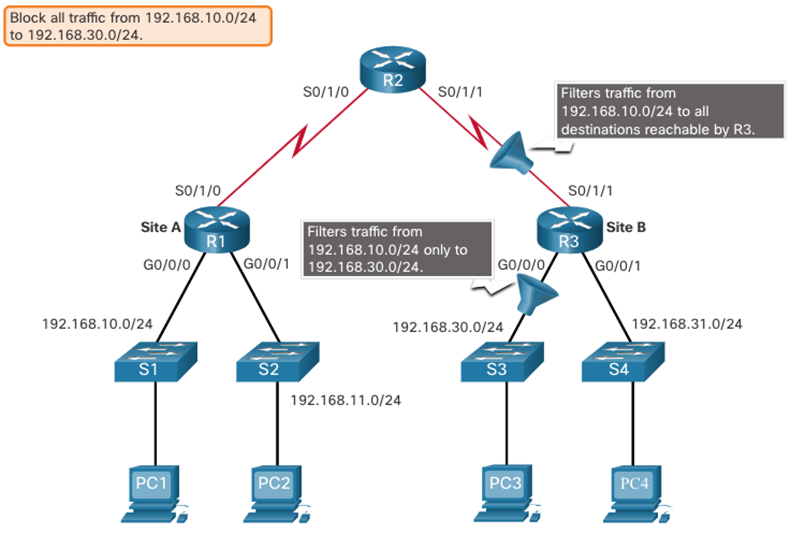 Block all traffic from 192.168.10.0/24
to 192.168.30.0/24.
R2
S0/1/0
S0/1/1
Filters traffic from
192.168.10.0/24 to all
destinations reachable by R3.
S0/1/0
S0/1/1
Site A
R1
Filters traffic from
192.168.10.0/24 only to
192.168.30.0/24.
R3
Site B
G0/0/0
G0/0/1
G0/0/0
G0/0/1
192.168.10.0/24
192.168.30.0/24
192.168.31.0/24
S1
S2
S3
S4
192.168.11.0/24
PC1
PC2
PC3
PC4